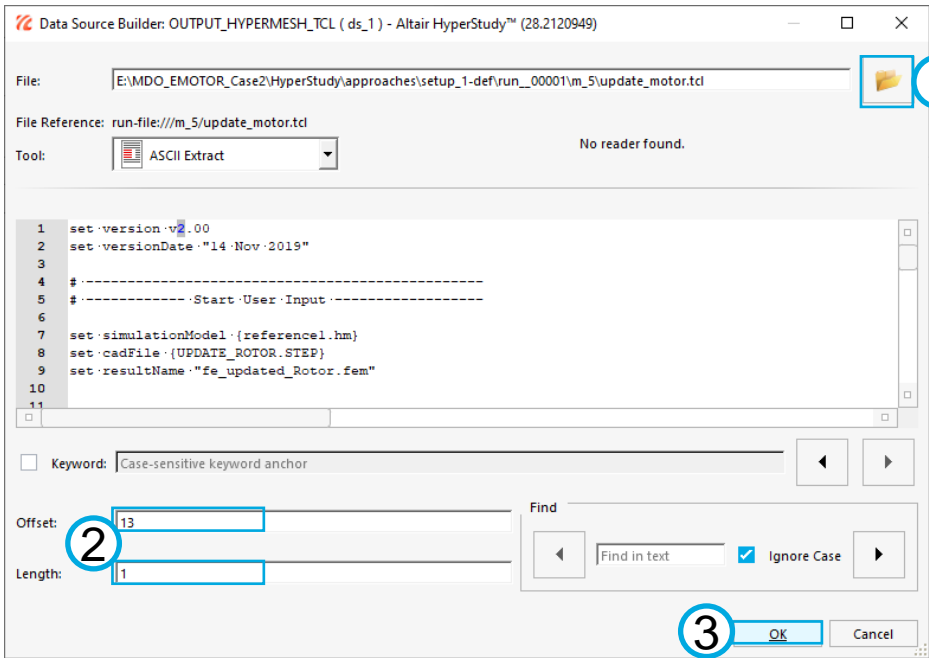 Data Source Builder: OUTPUT_HYPERMESH_TCL ( ds_1 ) - Altair HyperStudy™ (28.2120949)
File: E:\MDO_EMOTOR_Case2\HyperStudy\approaches\setup_1-def\run__00001\m_5\update_motor.tcl
File Reference: run-file:///m_5/update_motor.tcl
Tool: ASCII Extract
No reader found.
1 set·version·v2.00
2 set·versionDate·"14·Nov·2019"
3
4 #·-------------------------------------------------
5 #·------------·Start·User·Input·------------------
6
7 set·simulationModel·{reference1.hm}
8 set·cadFile·{UPDATE_ROTOR.STEP}
9 set·resultName·"fe_updated_Rotor.fem"
10
11
Keyword: Case-sensitive keyword anchor
Offset: 13
2
Length: 1
Find
Find in text
Ignore Case
3
OK
Cancel